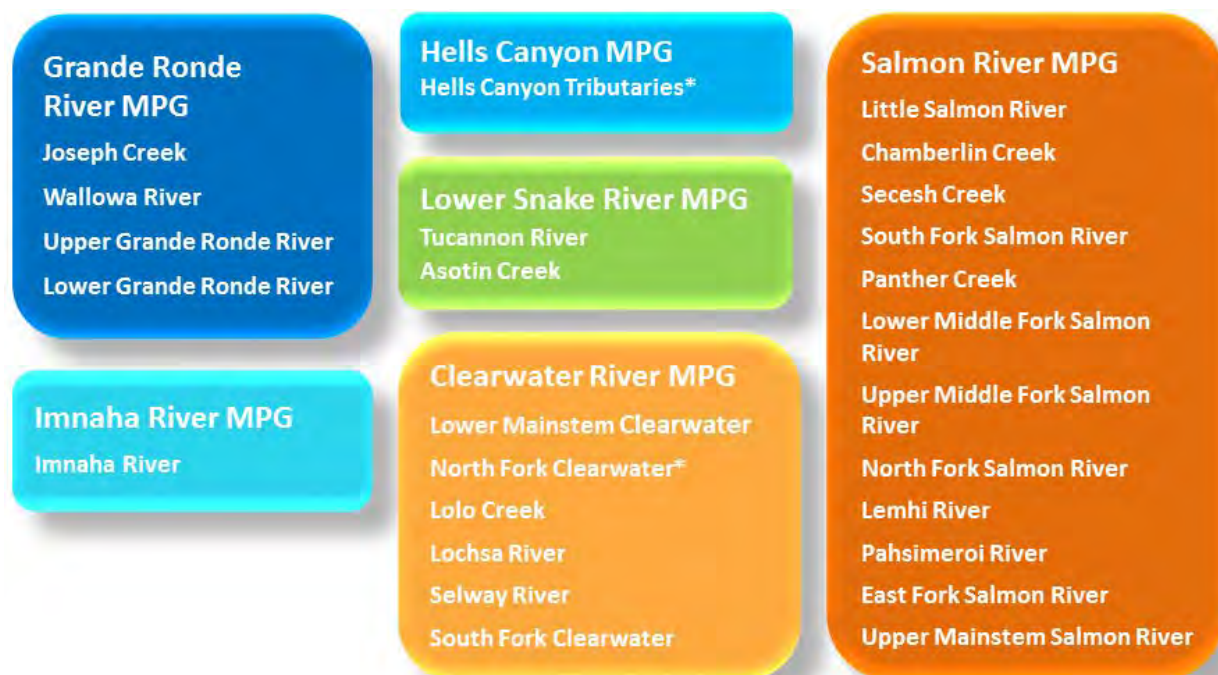 Grande Ronde
River MPG
Joseph Creek
Wallowa River
Upper Grande Ronde River
Lower Grande Ronde River
Imnaha River MPG
Imnaha River
Hells Canyon MPG
Hells Canyon Tributaries*
Lower Snake River MPG
Tucannon River
Asotin Creek
Clearwater River MPG
Lower Mainstem Clearwater
North Fork Clearwater*
Lolo Creek
Lochsa River
Selway River
South Fork Clearwater
Salmon River MPG
Little Salmon River
Chamberlin Creek
Secesh Creek
South Fork Salmon River
Panther Creek
Lower Middle Fork Salmon
River
Upper Middle Fork Salmon
River
North Fork Salmon River
Lemhi River
Pahsimeroi River
East Fork Salmon River
Upper Mainstem Salmon River